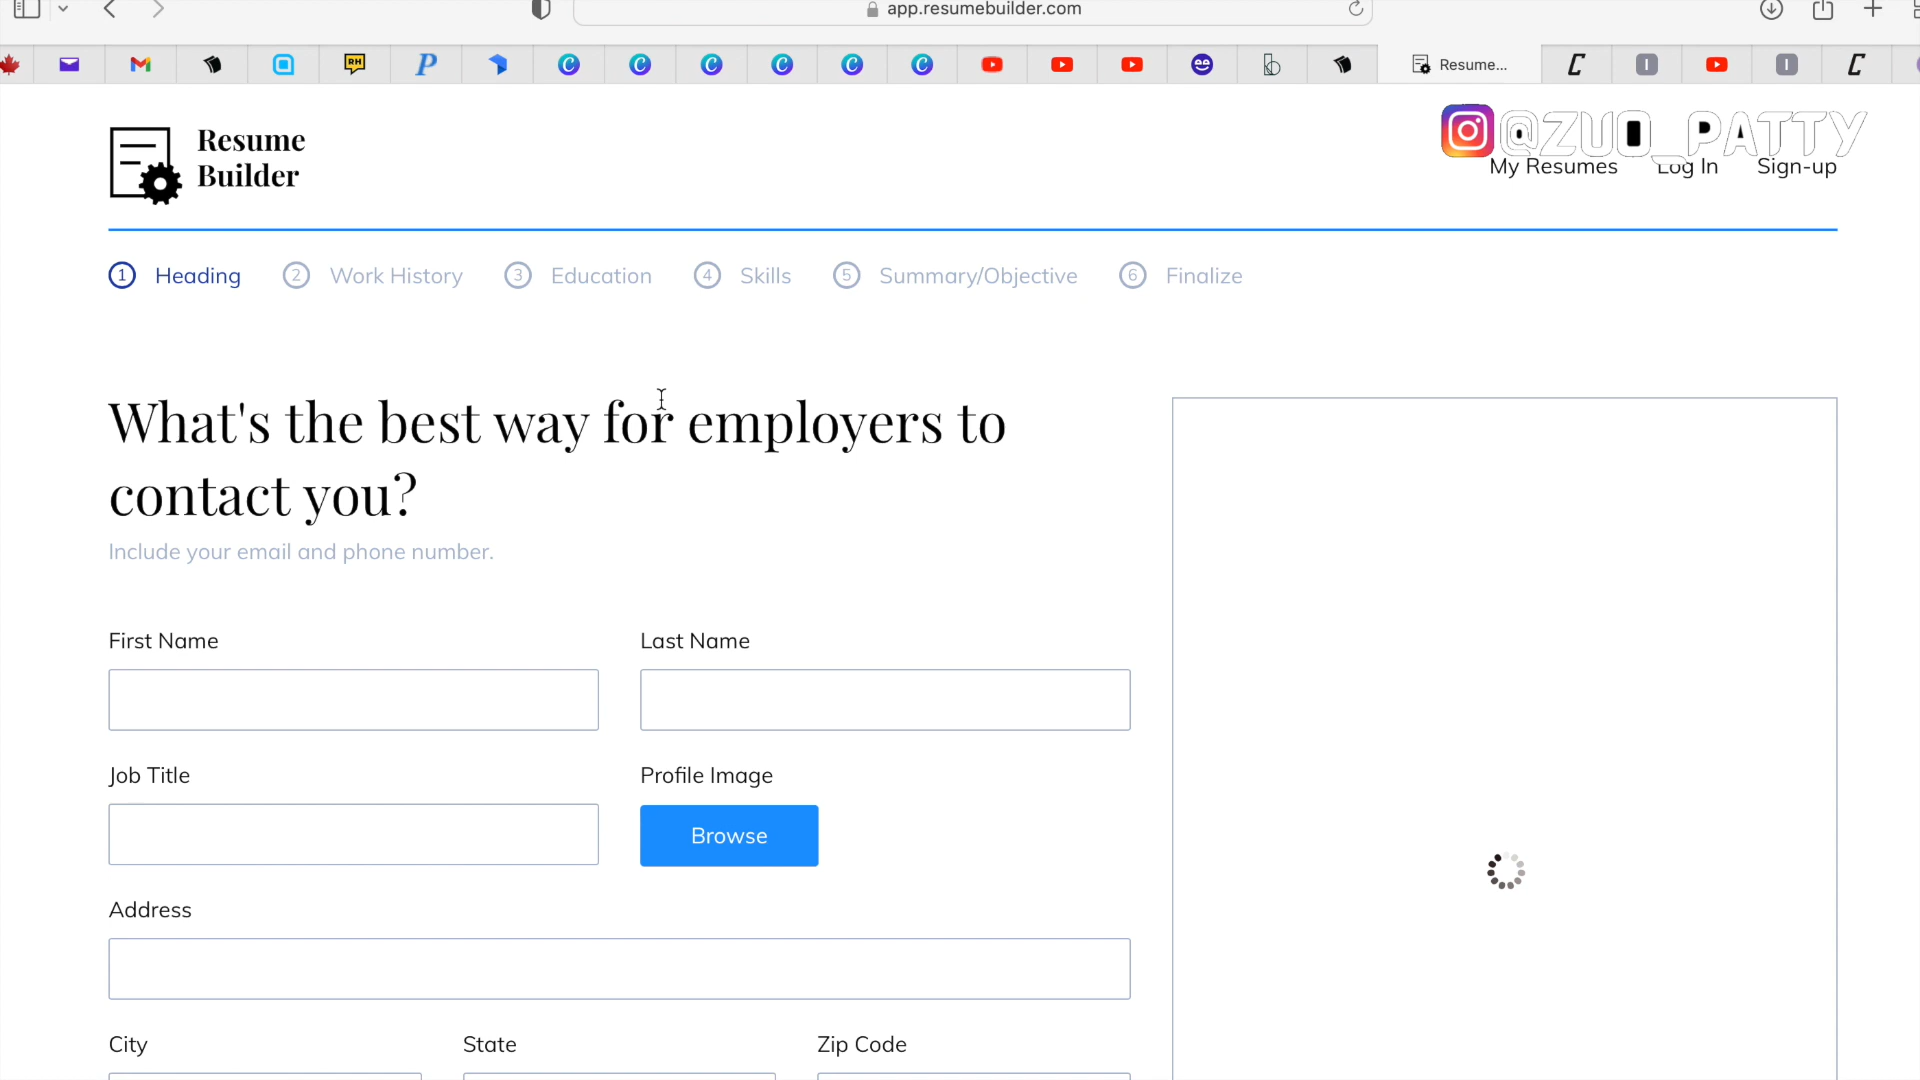 app.resumebuilder.com
RH
Resume...
Resume
Builder
@ZUO_PATTY
My Resumes
Log In
Sign-up
1 Heading
2 Work History
3 Education
4 Skills
5 Summary/Objective
6 Finalize
What's the best way for employers to
contact you?
Include your email and phone number.
First Name
Last Name
Job Title
Profile Image
Browse
Address
City
State
Zip Code